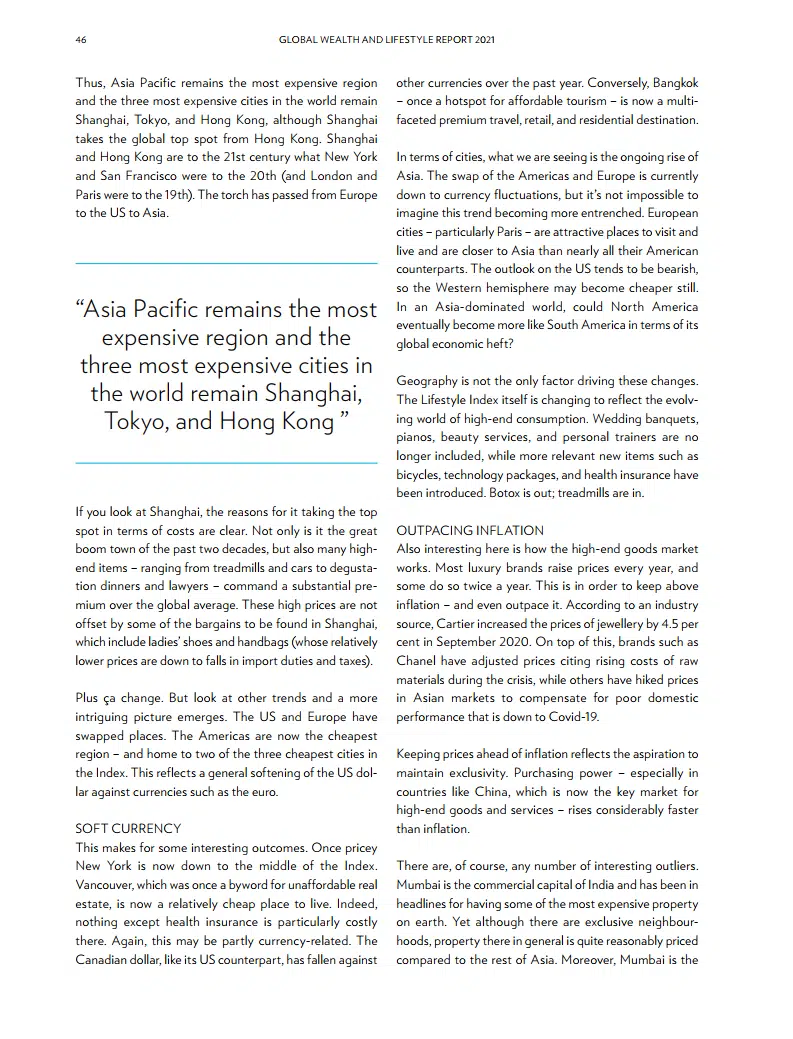 46
GLOBAL WEALTH AND LIFESTYLE REPORT 2021
Thus, Asia Pacific remains the most expensive region
and the three most expensive cities in the world remain
Shanghai, Tokyo, and Hong Kong, although Shanghai
takes the global top spot from Hong Kong. Shanghai
and Hong Kong are to the 21st century what New York
and San Francisco were to the 20th (and London and
Paris were to the 19th). The torch has passed from Europe
to the US to Asia.
“Asia Pacific remains the most
expensive region and the
three most expensive cities in
the world remain Shanghai,
Tokyo, and Hong Kong ”
If you look at Shanghai, the reasons for it taking the top
spot in terms of costs are clear. Not only is it the great
boom town of the past two decades, but also many high-
end items – ranging from treadmills and cars to degusta-
tion dinners and lawyers – command a substantial pre-
mium over the global average. These high prices are not
offset by some of the bargains to be found in Shanghai,
which include ladies’ shoes and handbags (whose relatively
lower prices are down to falls in import duties and taxes).
Plus ça change. But look at other trends and a more
intriguing picture emerges. The US and Europe have
swapped places. The Americas are now the cheapest
region – and home to two of the three cheapest cities in
the Index. This reflects a general softening of the US dol-
lar against currencies such as the euro.
SOFT CURRENCY
This makes for some interesting outcomes. Once pricey
New York is now down to the middle of the Index.
Vancouver, which was once a byword for unaffordable real
estate, is now a relatively cheap place to live. Indeed,
nothing except health insurance is particularly costly
there. Again, this may be partly currency-related. The
Canadian dollar, like its US counterpart, has fallen against
other currencies over the past year. Conversely, Bangkok
– once a hotspot for affordable tourism – is now a multi-
faceted premium travel, retail, and residential destination.
In terms of cities, what we are seeing is the ongoing rise of
Asia. The swap of the Americas and Europe is currently
down to currency fluctuations, but it’s not impossible to
imagine this trend becoming more entrenched. European
cities – particularly Paris – are attractive places to visit and
live and are closer to Asia than nearly all their American
counterparts. The outlook on the US tends to be bearish,
so the Western hemisphere may become cheaper still.
In an Asia-dominated world, could North America
eventually become more like South America in terms of its
global economic heft?
Geography is not the only factor driving these changes.
The Lifestyle Index itself is changing to reflect the evolv-
ing world of high-end consumption. Wedding banquets,
pianos, beauty services, and personal trainers are no
longer included, while more relevant new items such as
bicycles, technology packages, and health insurance have
been introduced. Botox is out; treadmills are in.
OUTPACING INFLATION
Also interesting here is how the high-end goods market
works. Most luxury brands raise prices every year, and
some do so twice a year. This is in order to keep above
inflation – and even outpace it. According to an industry
source, Cartier increased the prices of jewellery by 4.5 per
cent in September 2020. On top of this, brands such as
Chanel have adjusted prices citing rising costs of raw
materials during the crisis, while others have hiked prices
in Asian markets to compensate for poor domestic
performance that is down to Covid-19.
Keeping prices ahead of inflation reflects the aspiration to
maintain exclusivity. Purchasing power – especially in
countries like China, which is now the key market for
high-end goods and services – rises considerably faster
than inflation.
There are, of course, any number of interesting outliers.
Mumbai is the commercial capital of India and has been in
headlines for having some of the most expensive property
on earth. Yet although there are exclusive neighbour-
hoods, property there in general is quite reasonably priced
compared to the rest of Asia. Moreover, Mumbai is the